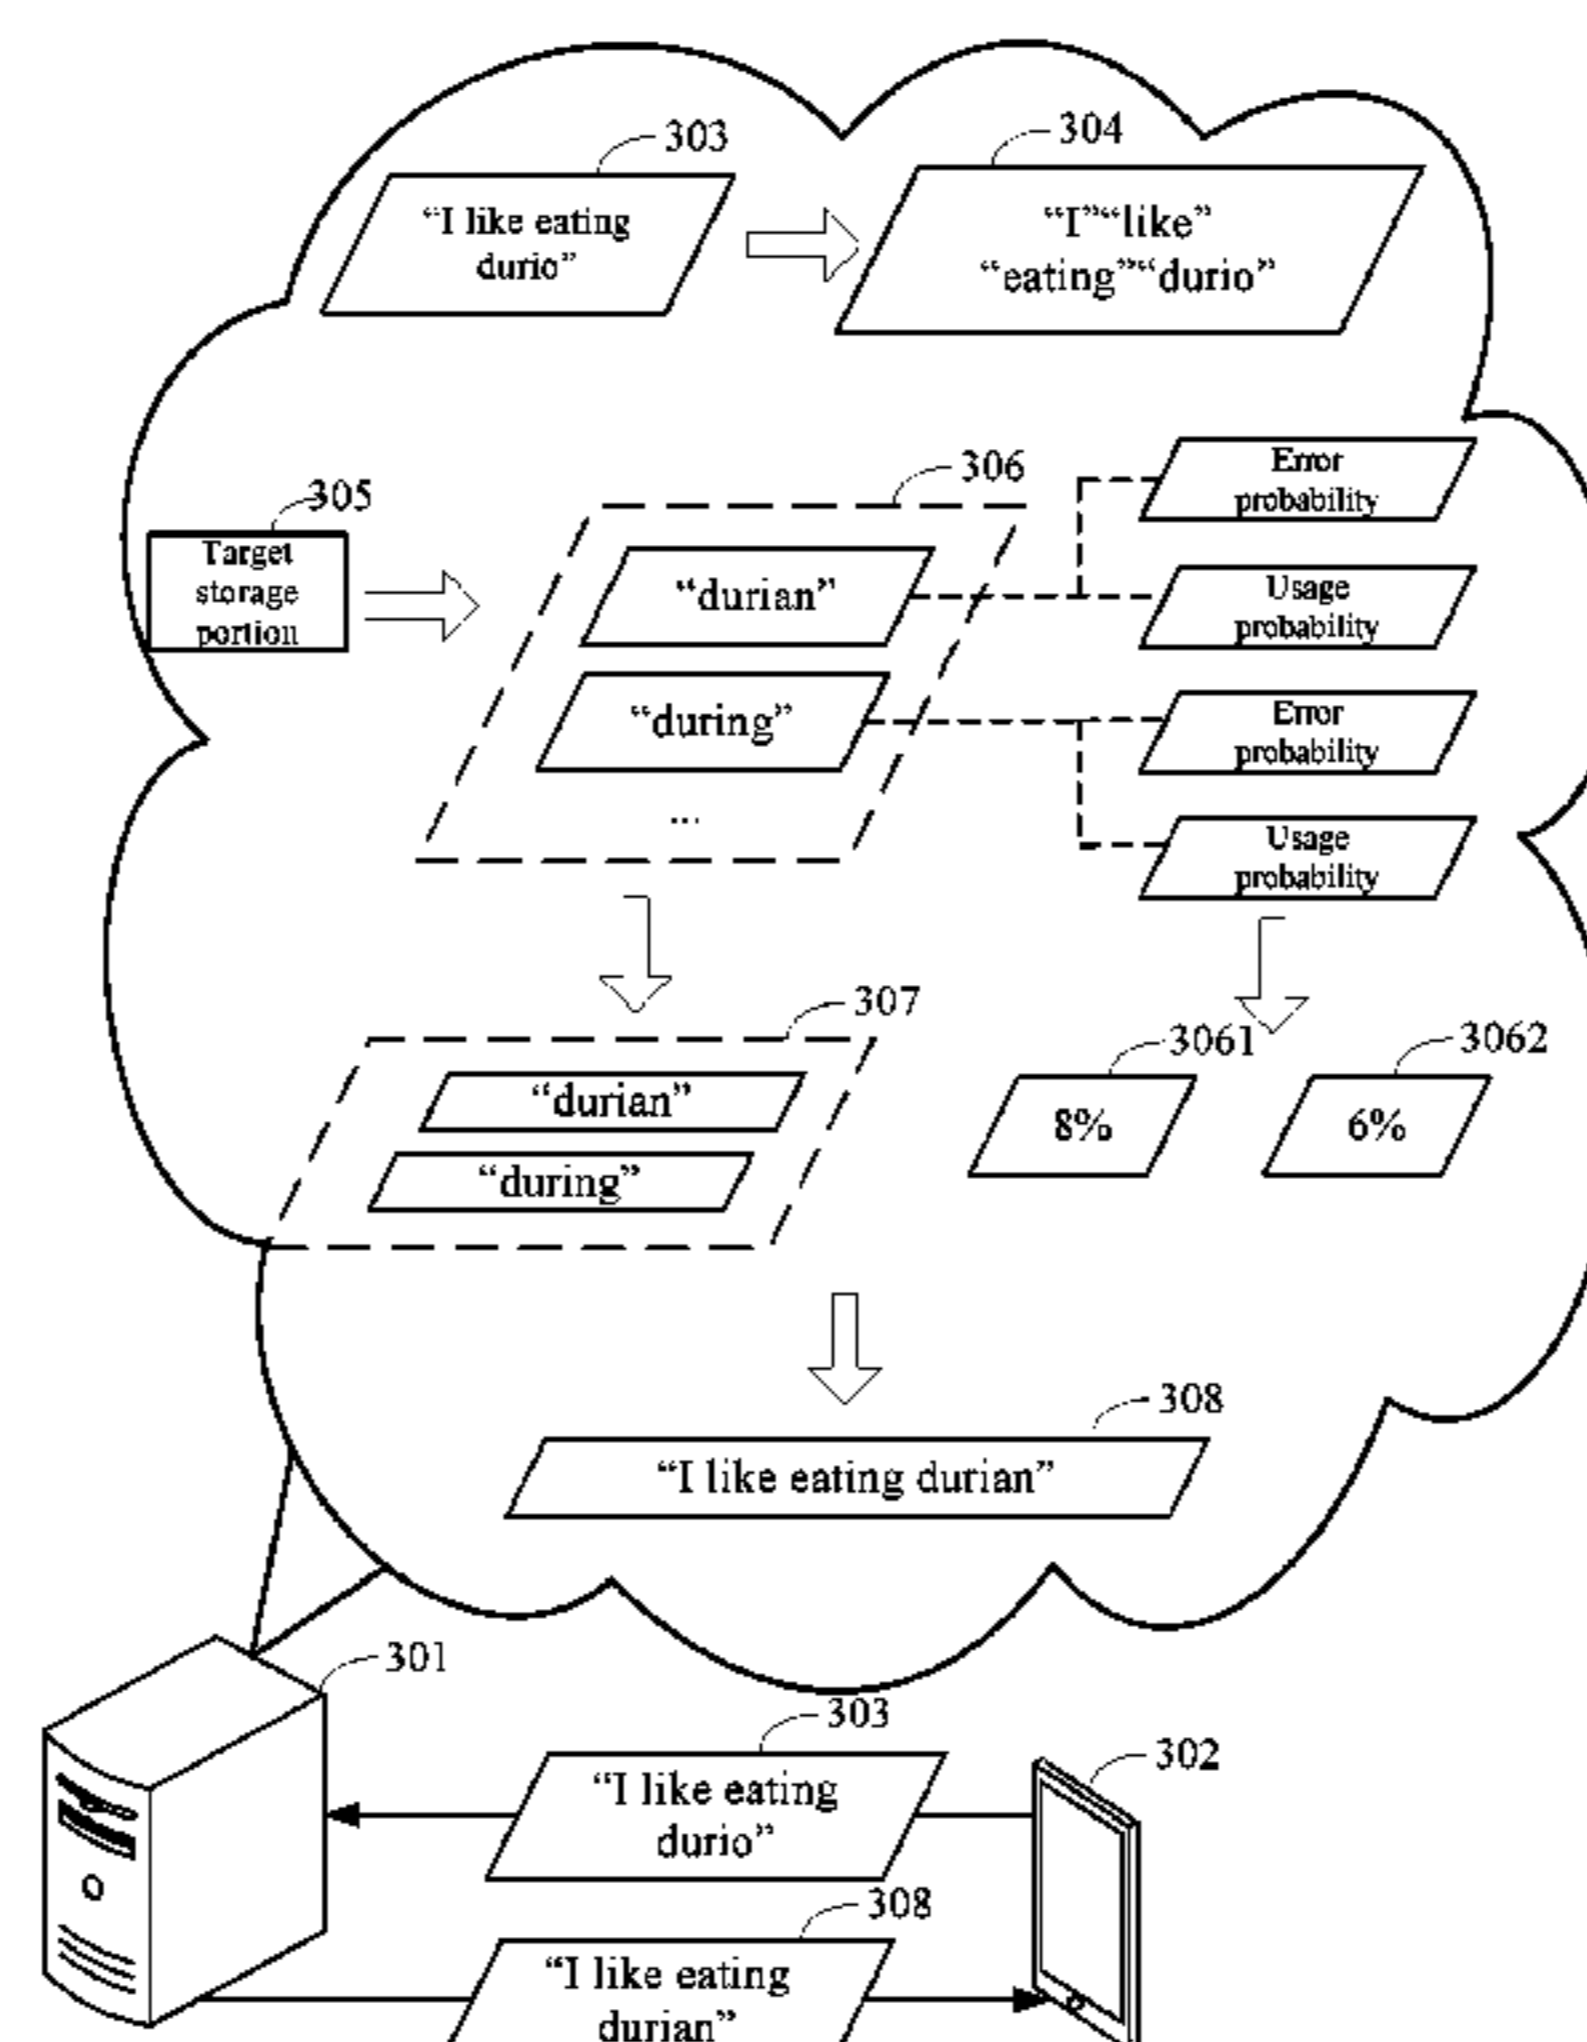 303
304
“I like eating
durio”
“I”“like”
“eating”“durio”
305
306
Error
probability
Target
storage
portion
“durian”
Usage
probability
“during”
Error
probability
...
Usage
probability
307
3061
3062
“durian”
8%
6%
“during”
308
“I like eating durian”
301
303
302
“I like eating
durio”
308
“I like eating
durian”